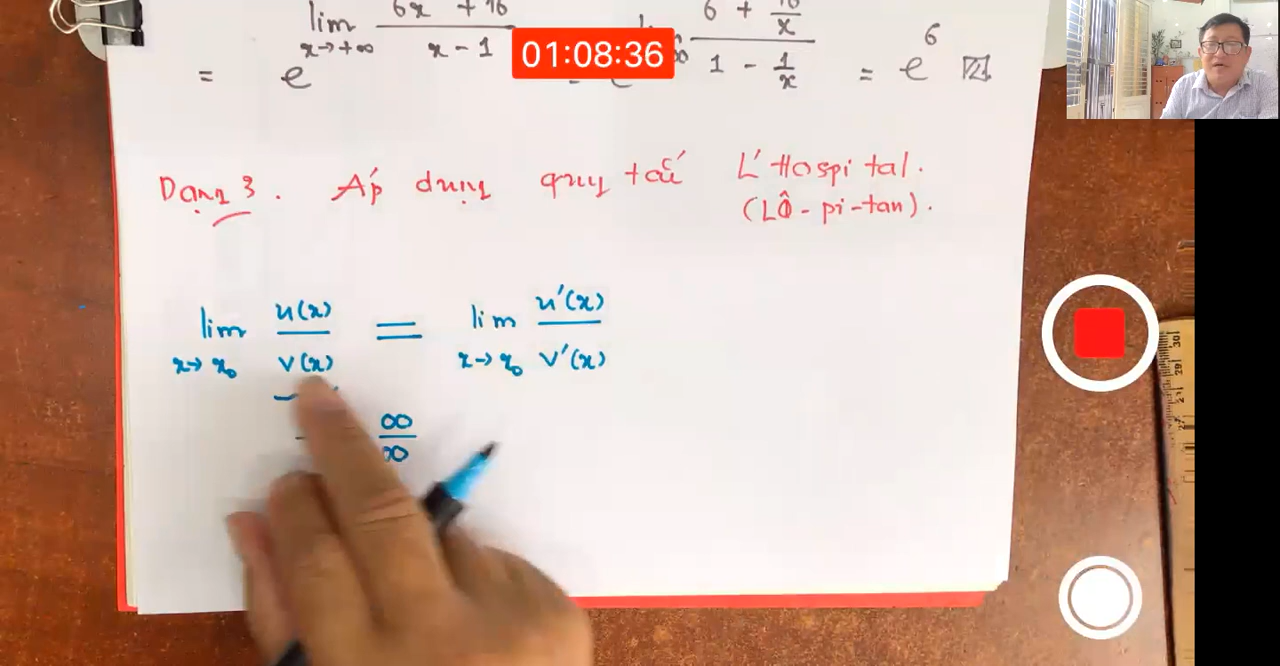 lim 6x + 16
x→+∞ x - 1
01:08:36
6 + 16/x
= e = e 1 - 1/x = e^6
Dạng 3. Áp dụng quy tắc L'Hospital.
(LÔ-pi-tan).
lim u(x) = lim u'(x)
x→x₀ v(x) x→x₀ v'(x)
∞
∞
30